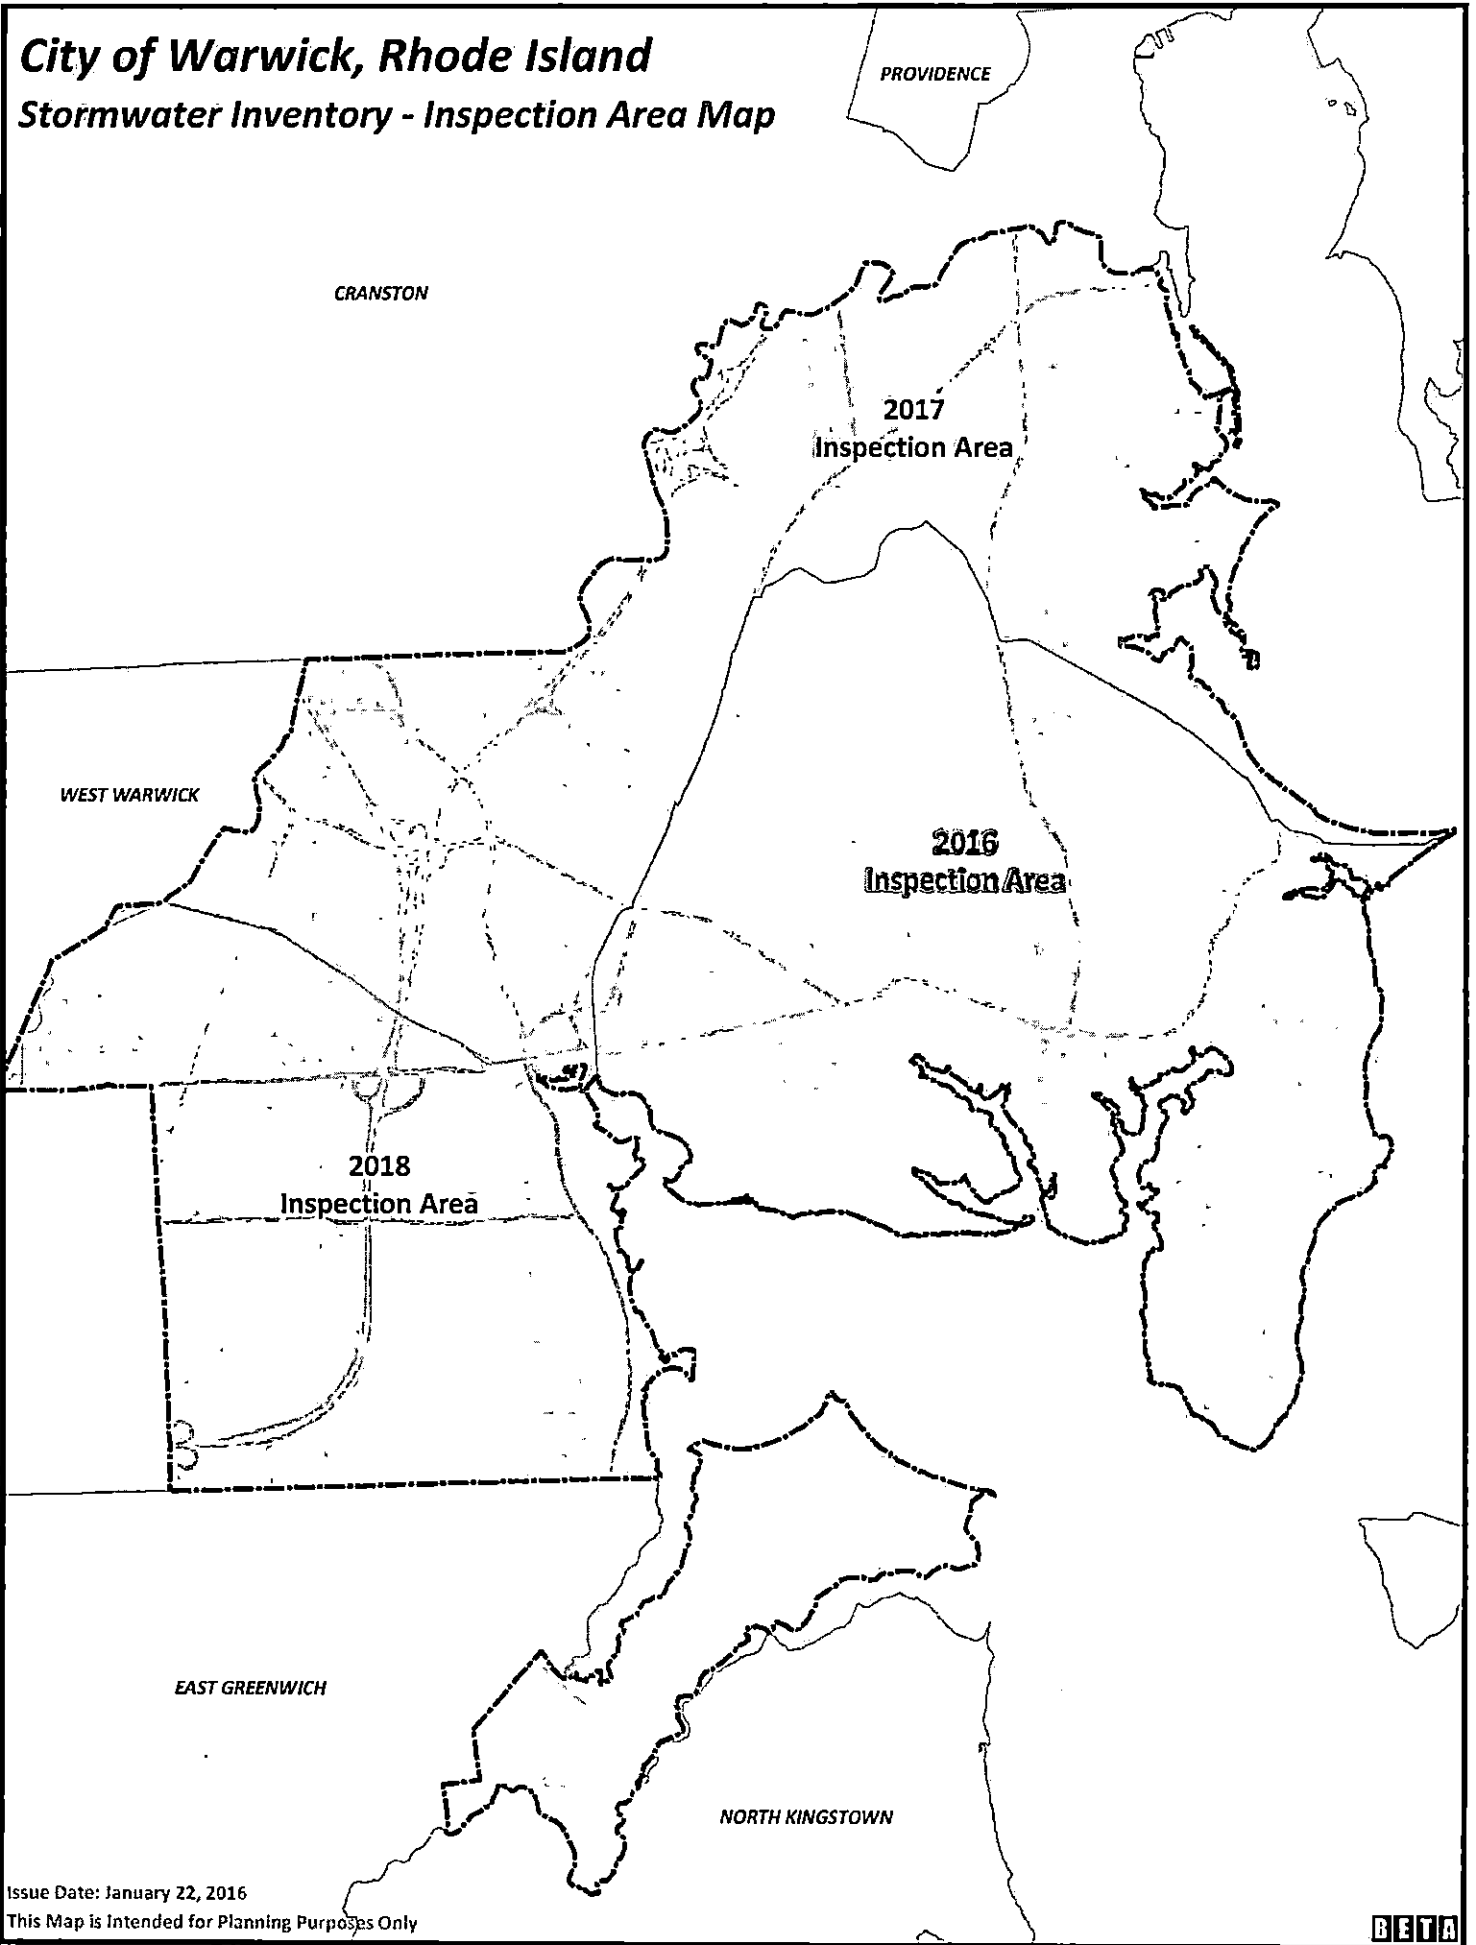 City of Warwick, Rhode Island
Stormwater Inventory - Inspection Area Map
PROVIDENCE
CRANSTON
2017
Inspection Area
WEST WARWICK
2016
Inspection Area
2018
Inspection Area
EAST GREENWICH
NORTH KINGSTOWN
Issue Date: January 22, 2016
This Map is Intended for Planning Purposes Only
BETA